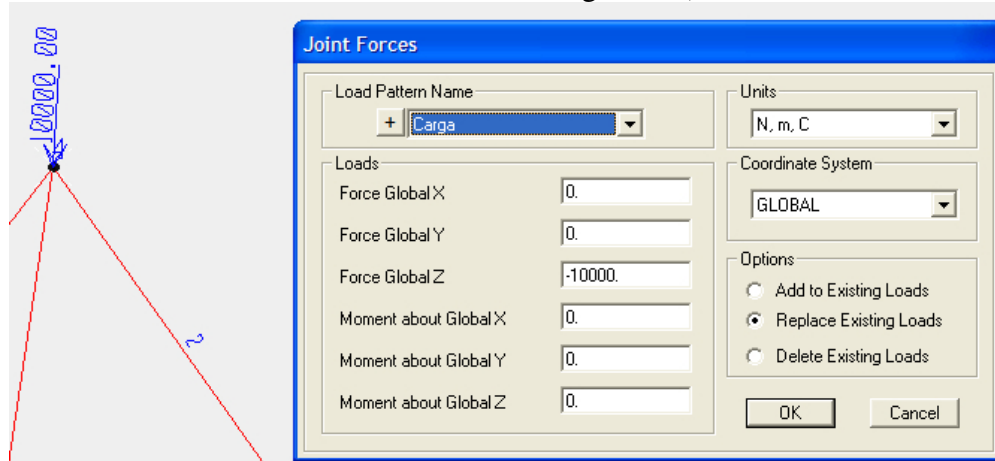 10000.00
2
Joint Forces
Load Pattern Name
+ Carga
Units
N, m, C
Loads
Force Global X 0.
Force Global Y 0.
Force Global Z -10000.
Moment about Global X 0.
Moment about Global Y 0.
Moment about Global Z 0.
Coordinate System
GLOBAL
Options
Add to Existing Loads
Replace Existing Loads
Delete Existing Loads
OK Cancel